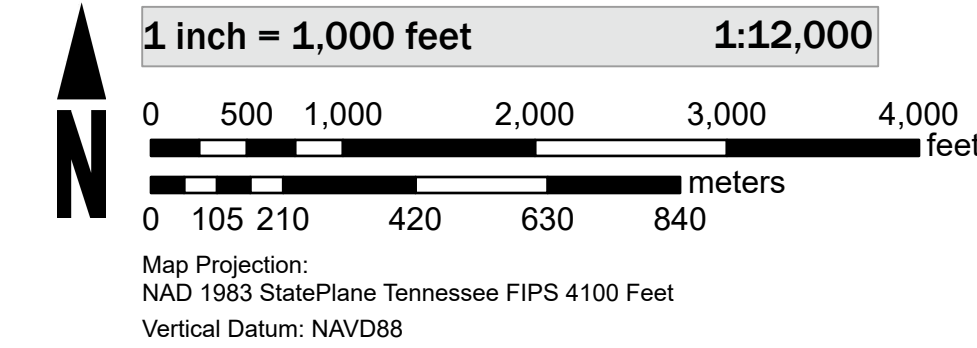 1 inch = 1,000 feet 1:12,000
0 500 1,000 2,000 3,000 4,000
feet
meters
0 105 210 420 630 840
N
Map Projection:
NAD 1983 StatePlane Tennessee FIPS 4100 Feet
Vertical Datum: NAVD88